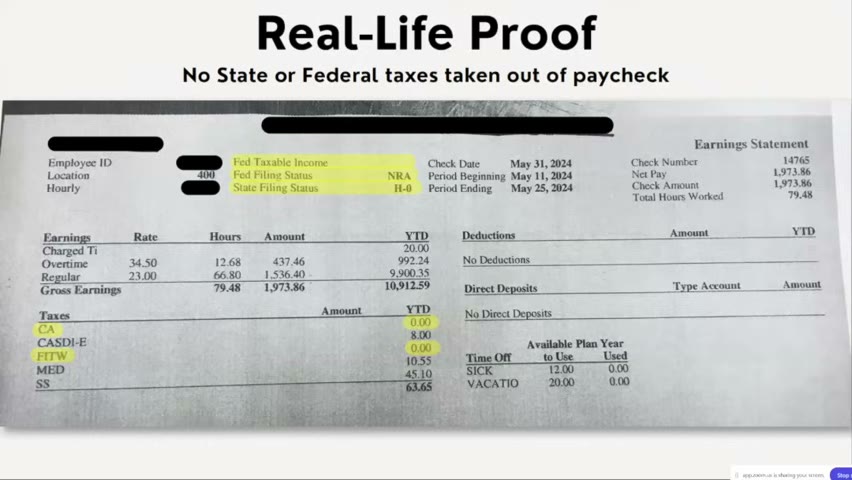 Real-Life Proof
No State or Federal taxes taken out of paycheck
Earnings Statement
Employee ID Fed Taxable Income Check Date May 31, 2024 Check Number 14765
Location 400 Fed Filing Status NRA Period Beginning May 11, 2024 Net Pay 1,973.86
Hourly State Filing Status H-0 Period Ending May 25, 2024 Check Amount 1,973.86
Total Hours Worked 79.48
Earnings Rate Hours Amount YTD Deductions Amount YTD
Charged Ti 20.00
Overtime 34.50 12.68 437.46 992.24 No Deductions
Regular 23.00 66.80 1,536.40 9,900.35
Gross Earnings 79.48 1,973.86 10,912.59 Direct Deposits Type Account Amount
Taxes Amount YTD No Direct Deposits
CA 0.00
CASDI-E 8.00 Available Plan Year
FITW 0.00 Time Off to Use Used
MED 10.55 SICK 12.00 0.00
SS 45.10 VACATIO 20.00 0.00
63.65
is sharing your screen.
Stop